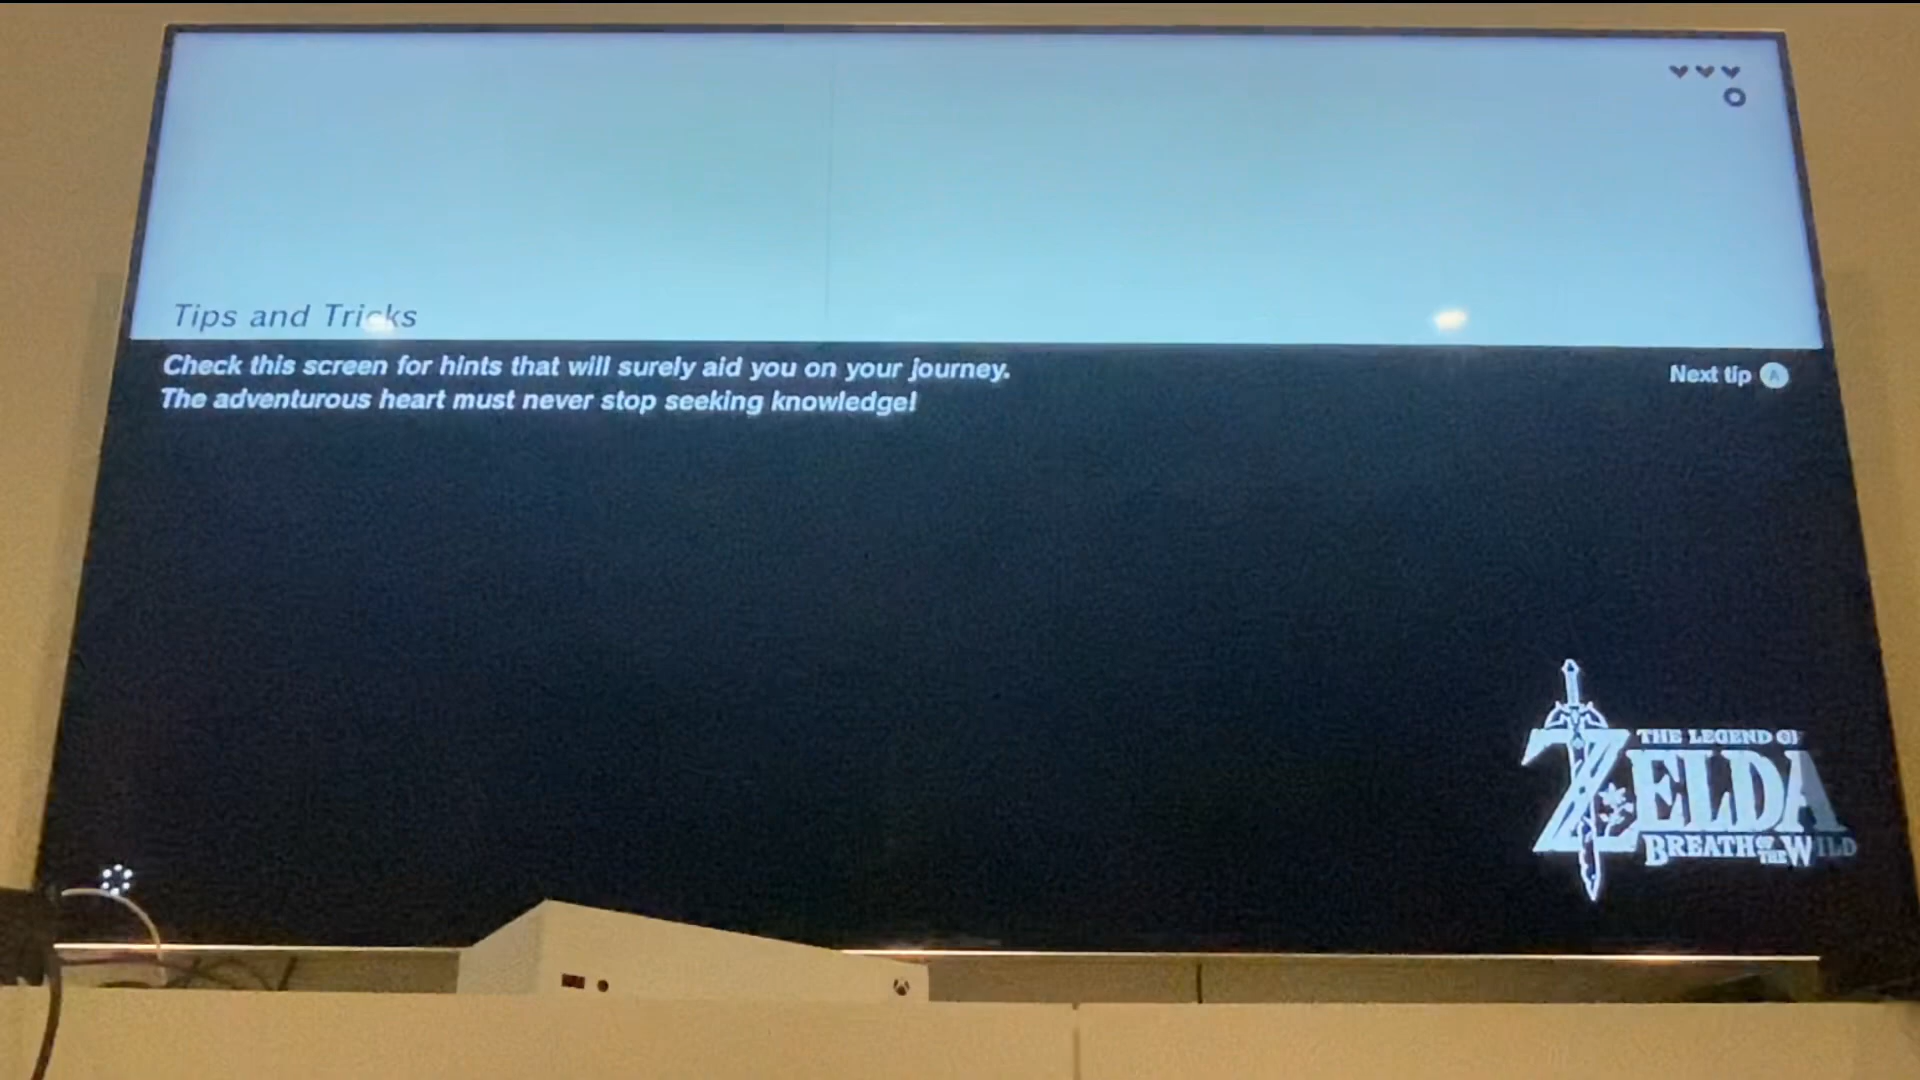 Tips and Tricks
Check this screen for hints that will surely aid you on your journey.
The adventurous heart must never stop seeking knowledge!
Next tip A
THE LEGEND OF
ZELDA
BREATH OF THE WILD